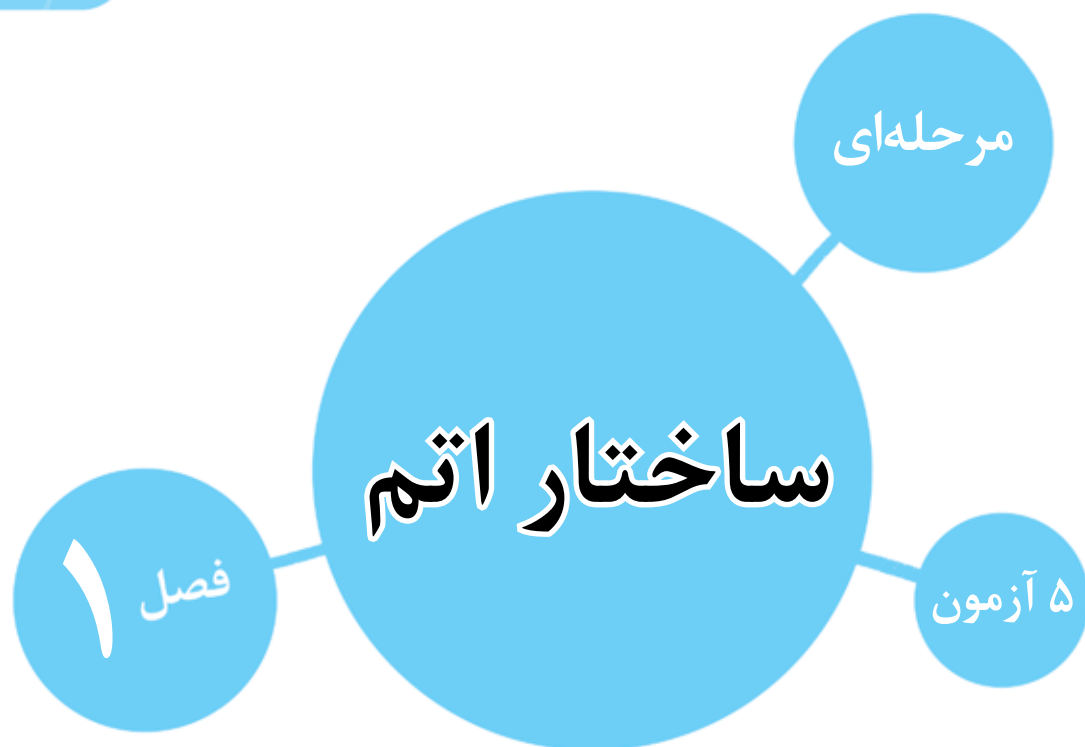 مرحله‌ای
ساختار اتم
فصل ۱
۵ آزمون